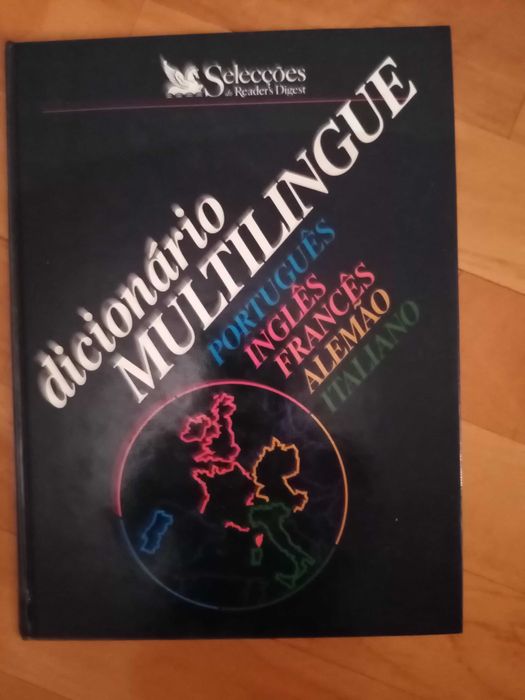 Selecções
do Reader's Digest
dicionário
MULTILINGUE
PORTUGUÊS
INGLÊS
FRANCÊS
ALEMÃO
ITALIANO